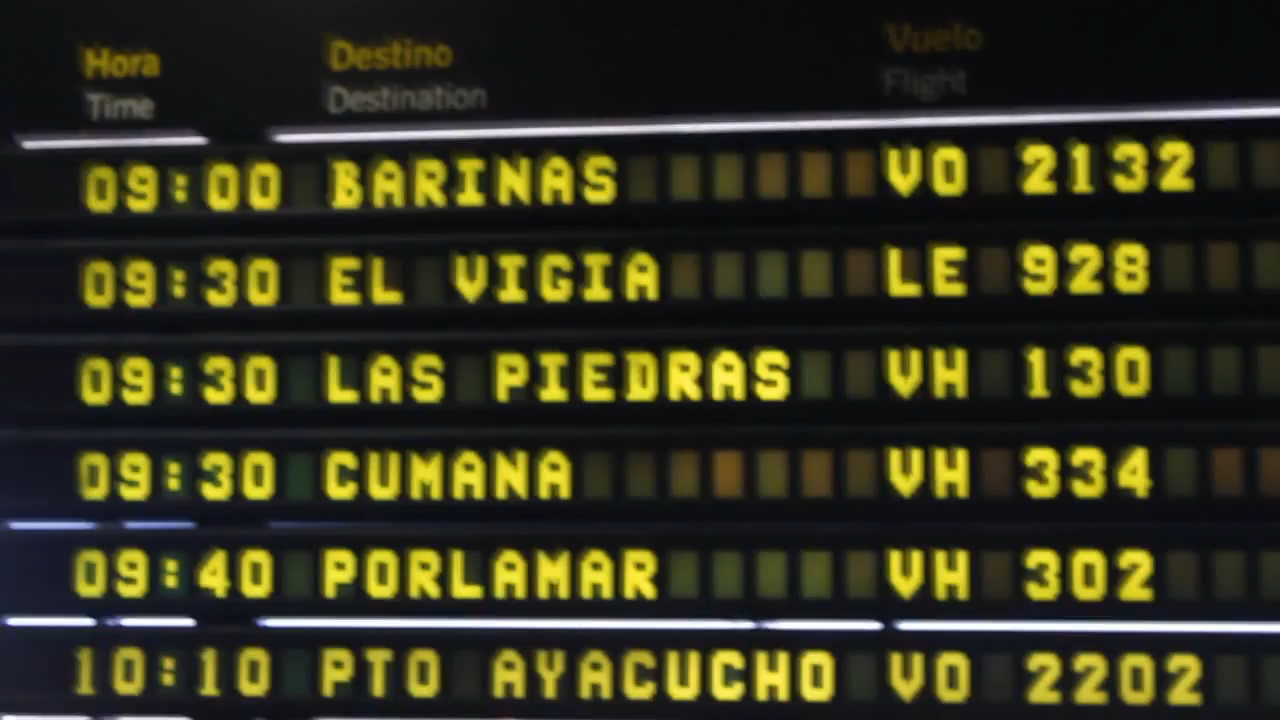 Hora Destino Vuelo
Time Destination Flight
09:00 BARINAS VO 2132
09:30 EL VIGIA LE 928
09:30 LAS PIEDRAS VH 130
09:30 CUMANA VH 334
09:40 PORLAMAR VH 302
10:10 PTO AYACUCHO VO 2202